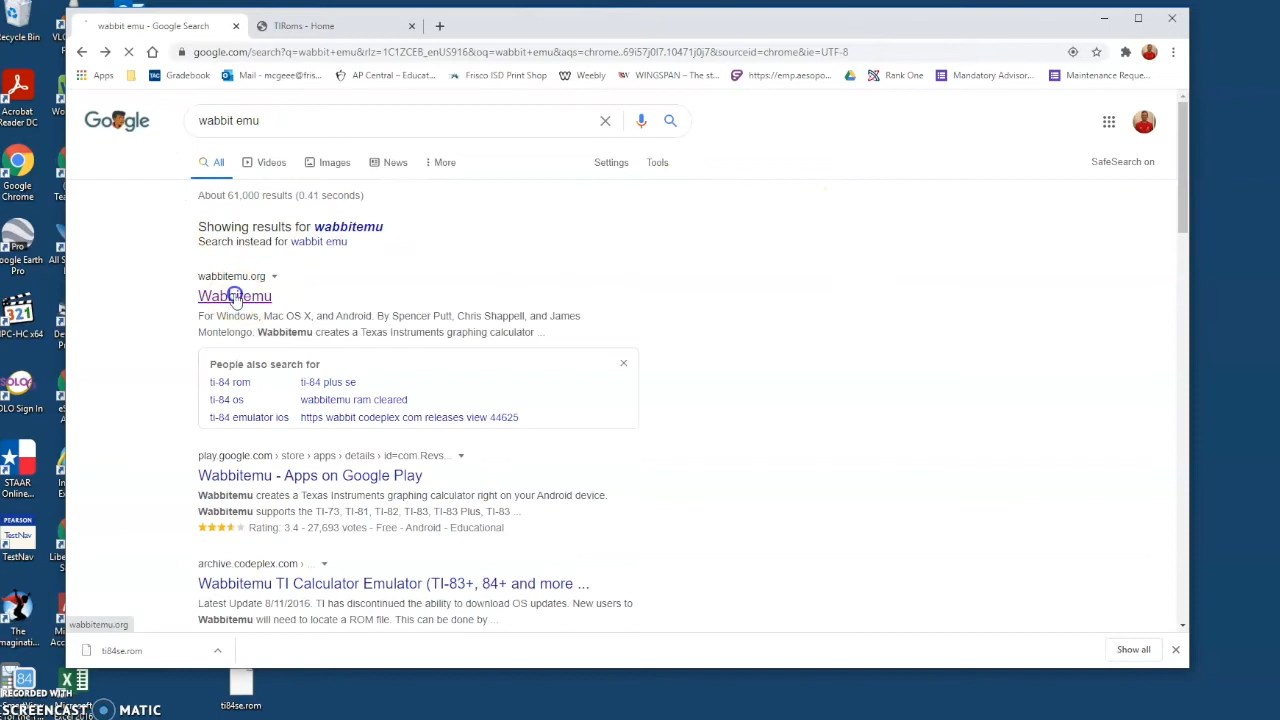 wabbit emu - Google Search
TIRoms - Home
google.com/search?q=wabbit+emu&rlz=1C1ZCEB_enUS916&oq=wabbit+emu&aqs=chrome..69i57j0l7.10471j0j7&sourceid=chrome&ie=UTF-8
Apps
Gradebook
Mail - mcgeee@fris...
AP Central – Educat...
Frisco ISD Print Shop
Weebly
WINGSPAN – The st...
https://emp.aesopo...
Rank One
Mandatory Advisor...
Maintenance Reque...
Google
wabbit emu
All
Videos
Images
News
More
Settings
Tools
SafeSearch on
About 61,000 results (0.41 seconds)
Showing results for wabbitemu
Search instead for wabbit emu
wabbitemu.org
Wabbitemu
For Windows, Mac OS X, and Android. By Spencer Putt, Chris Shappell, and James
Montelongo. Wabbitemu creates a Texas Instruments graphing calculator ...
People also search for
ti-84 rom
ti-84 plus se
ti-84 os
wabbitemu ram cleared
ti-84 emulator ios
https wabbit codeplex com releases view 44625
play.google.com › store › apps › details › id=com.Revs...
Wabbitemu - Apps on Google Play
Wabbitemu creates a Texas Instruments graphing calculator right on your Android device.
Wabbitemu supports the TI-73, TI-81, TI-82, TI-83, TI-83 Plus, TI-83 ...
Rating: 3.4 - 27,693 votes - Free - Android - Educational
archive.codeplex.com › ...
Wabbitemu TI Calculator Emulator (TI-83+, 84+ and more ...
Latest Update 8/11/2016. TI has discontinued the ability to download OS updates. New users to
Wabbitemu will need to locate a ROM file. This can be done by ...
wabbitemu.org
ti84se.rom
Show all
Recycle Bin
Acrobat
Reader DC
Google
Chrome
Google Earth
Pro
MPC-HC x64
SOLO Sign In
STAAR
Online...
PEARSON
TestNav
TestNav
The
Imaginati...
ti84se.rom
RECORDED WITH
SCREENCAST MATIC